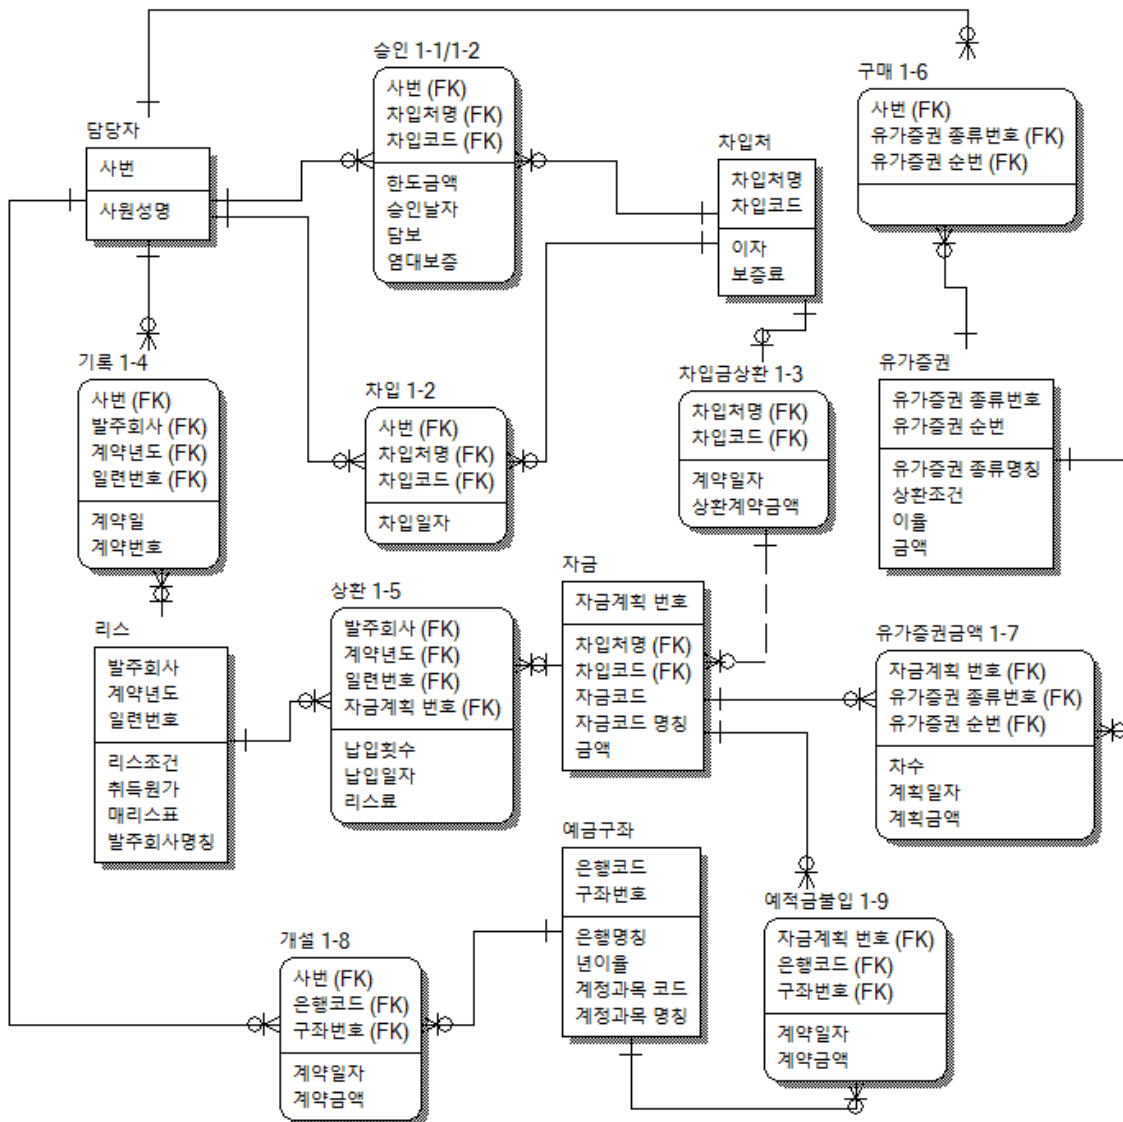 승인 1-1/1-2
사번 (FK)
차입처명 (FK)
차입코드 (FK)
한도금액
승인날자
담보
염대보증
구매 1-6
사번 (FK)
유가증권 종류번호 (FK)
유가증권 순번 (FK)
담당자
사번
사원성명
차입처
차입처명
차입코드
이자
보증료
기록 1-4
사번 (FK)
발주회사 (FK)
계약년도 (FK)
일련번호 (FK)
계약일
계약번호
차입 1-2
사번 (FK)
차입처명 (FK)
차입코드 (FK)
차입일자
차입금상환 1-3
차입처명 (FK)
차입코드 (FK)
계약일자
상환계약금액
유가증권
유가증권 종류번호
유가증권 순번
유가증권 종류명칭
상환조건
이율
금액
리스
발주회사
계약년도
일련번호
리스조건
취득원가
매리스표
발주회사명칭
상환 1-5
발주회사 (FK)
계약년도 (FK)
일련번호 (FK)
자금계획 번호 (FK)
납입횟수
납입일자
리스료
자금
자금계획 번호
차입처명 (FK)
차입코드 (FK)
자금코드
자금코드 명칭
금액
유가증권금액 1-7
자금계획 번호 (FK)
유가증권 종류번호 (FK)
유가증권 순번 (FK)
차수
계획일자
계획금액
예금구좌
은행코드
구좌번호
은행명칭
년이율
계정과목 코드
계정과목 명칭
예적금불입 1-9
자금계획 번호 (FK)
은행코드 (FK)
구좌번호 (FK)
계약일자
계약금액
개설 1-8
사번 (FK)
은행코드 (FK)
구좌번호 (FK)
계약일자
계약금액